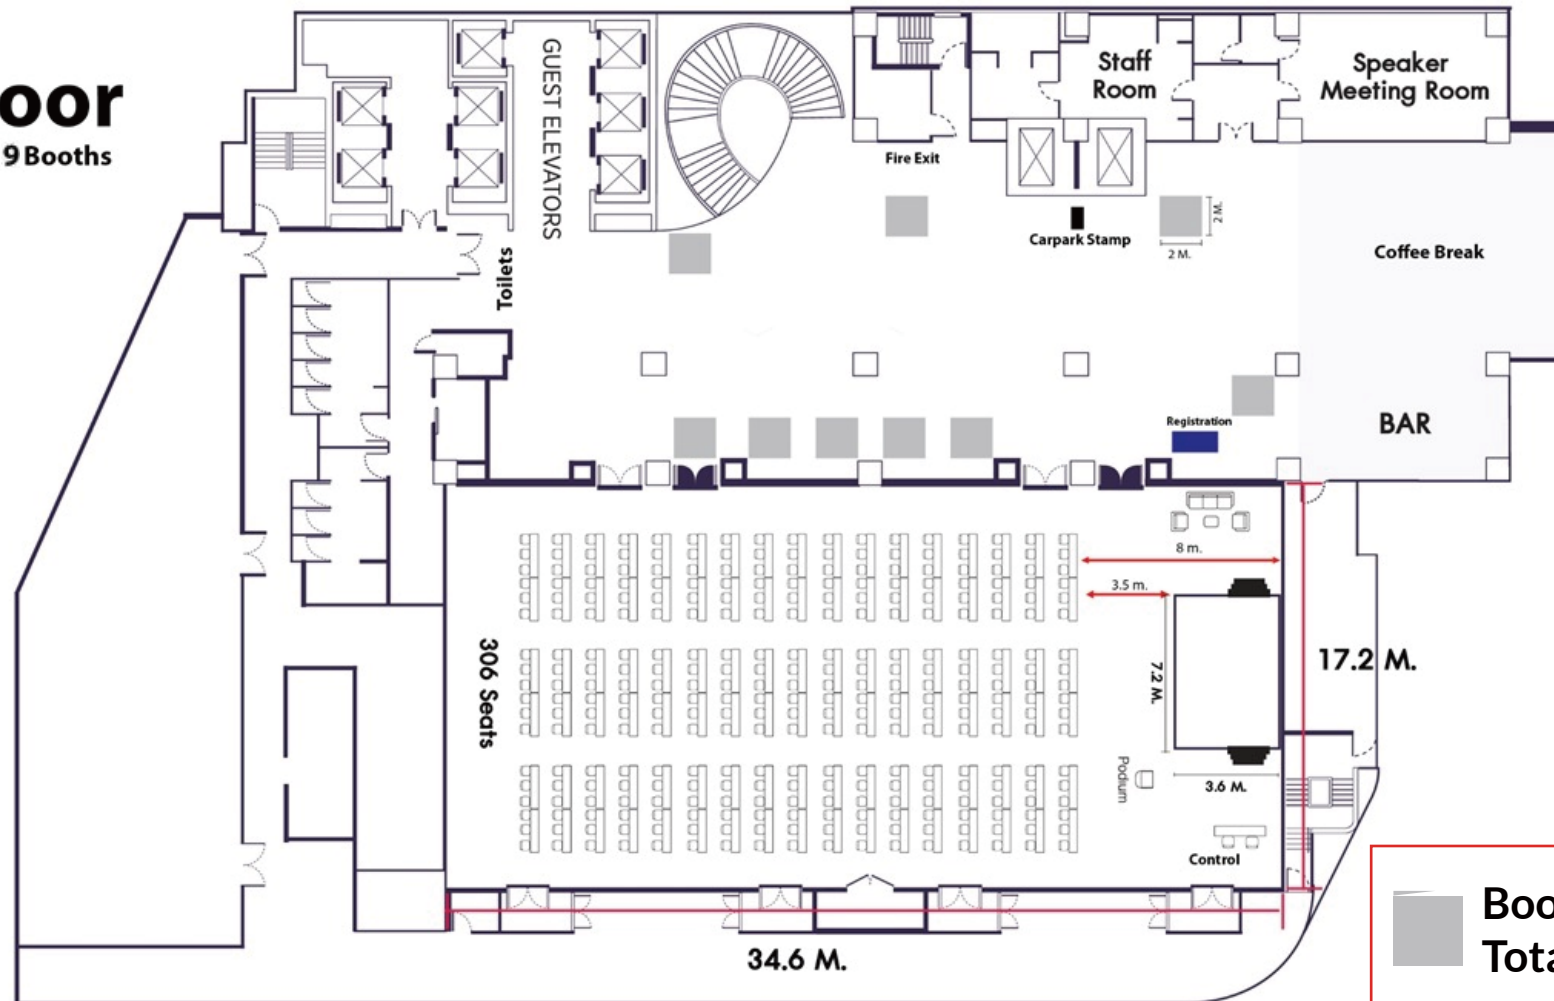 oor
9 Booths
GUEST ELEVATORS
Toilets
Fire Exit
Staff
Room
Speaker
Meeting Room
Carpark Stamp
2 M.
2 M.
Coffee Break
Registration
BAR
8 m.
3.5 m.
306 Seats
7.2 M.
17.2 M.
Podium
3.6 M.
Control
34.6 M.
Boo
Tota